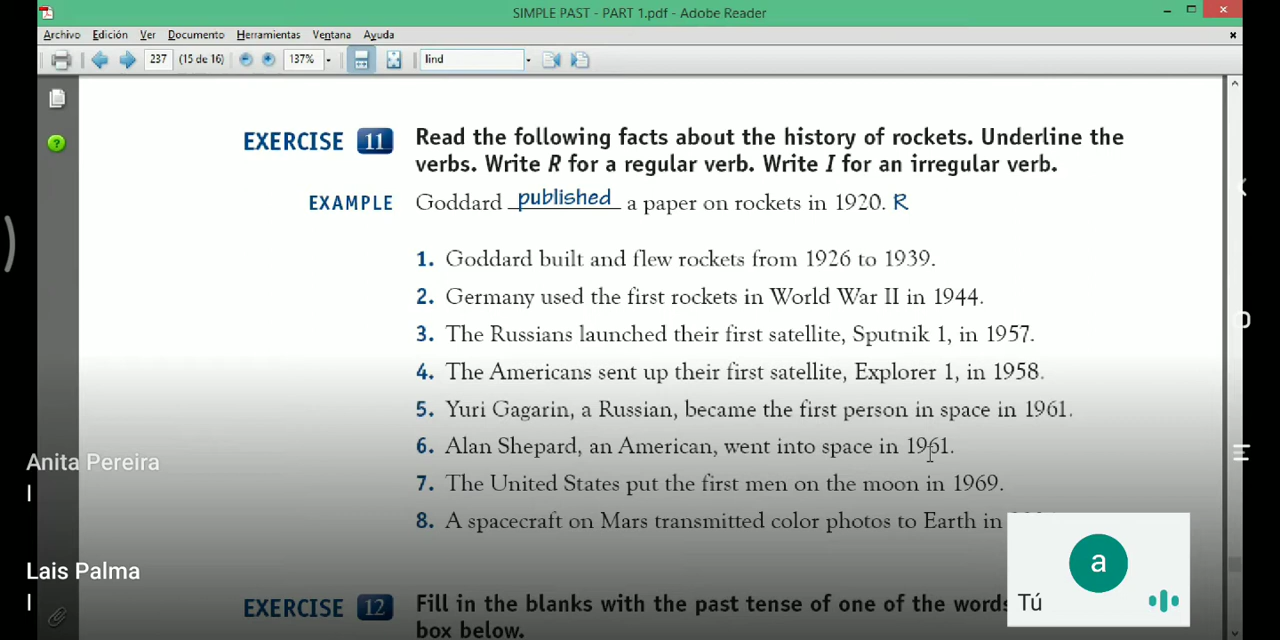 SIMPLE PAST - PART 1.pdf - Adobe Reader
Archivo Edición Ver Documento Herramientas Ventana Ayuda
237 (15 de 16) 137% lind
EXERCISE 11 Read the following facts about the history of rockets. Underline the
verbs. Write R for a regular verb. Write I for an irregular verb.
EXAMPLE Goddard published a paper on rockets in 1920. R
1. Goddard built and flew rockets from 1926 to 1939.
2. Germany used the first rockets in World War II in 1944.
3. The Russians launched their first satellite, Sputnik 1, in 1957.
4. The Americans sent up their first satellite, Explorer 1, in 1958.
5. Yuri Gagarin, a Russian, became the first person in space in 1961.
6. Alan Shepard, an American, went into space in 1961.
7. The United States put the first men on the moon in 1969.
8. A spacecraft on Mars transmitted color photos to Earth in
EXERCISE 12 Fill in the blanks with the past tense of one of the words
box below.
Anita Pereira
I
Lais Palma
I
a
Tú